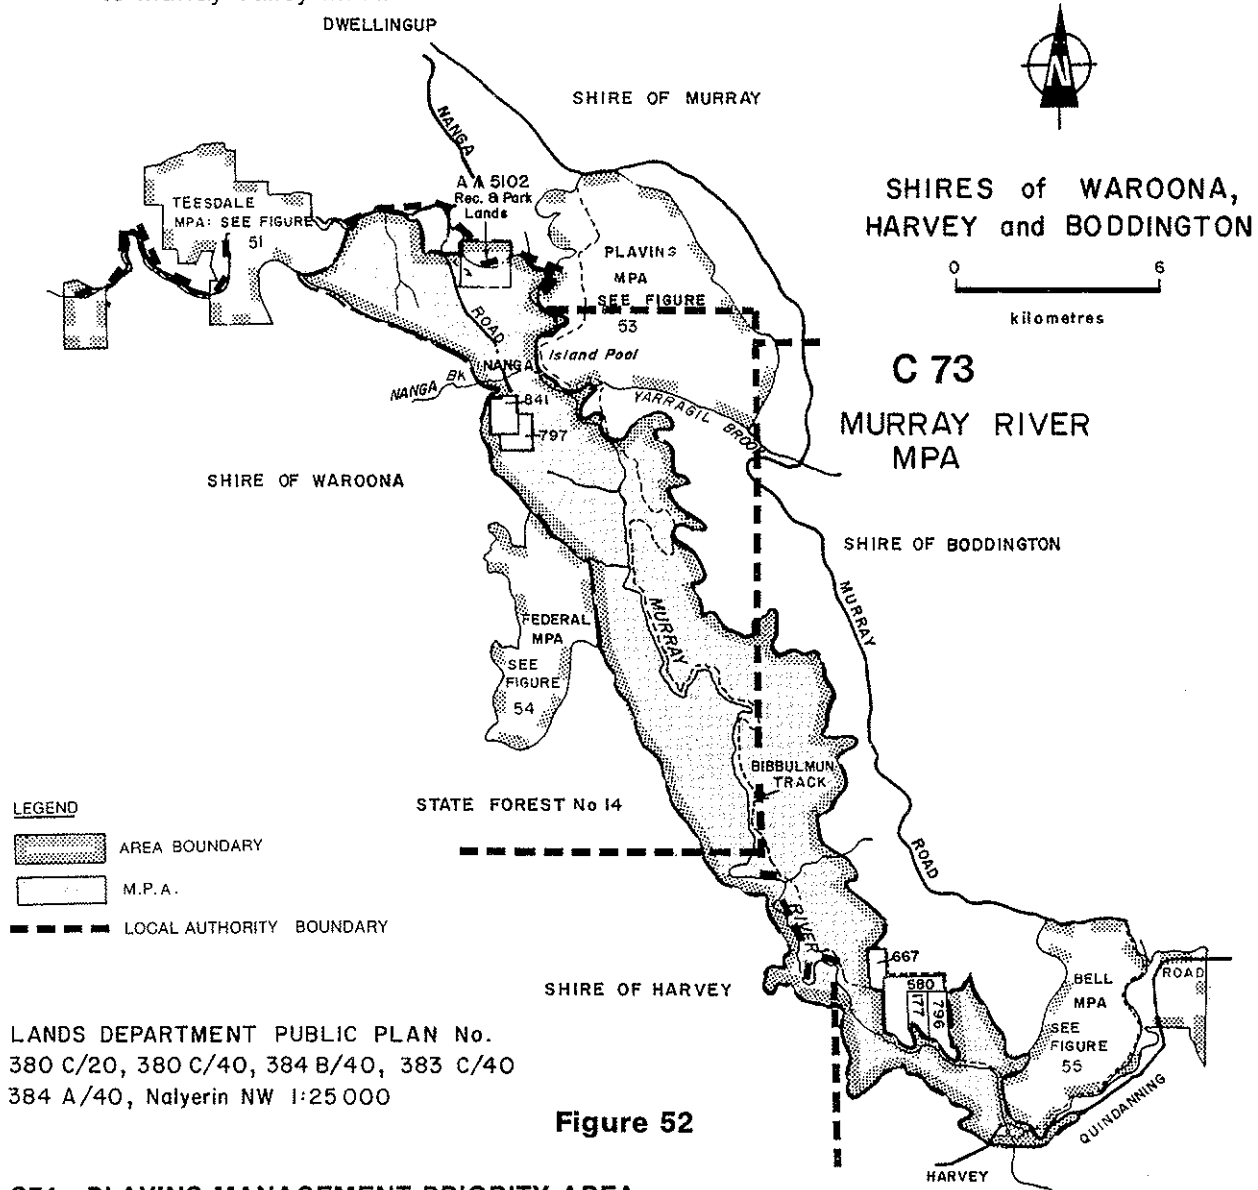 DWELLINGUP
SHIRE OF MURRAY
N
NANGA
A A 5102
Rec. & Park
Lands
TEESDALE
MPA: SEE FIGURE
51
SHIRES of WAROONA,
HARVEY and BODDINGTON
0 6
kilometres
PLAVINS
MPA
SEE FIGURE
53
ROAD
Island Pool
NANGA
NANGA BK
841
797
YARRAGIL BROOK
C 73
MURRAY RIVER
MPA
SHIRE OF WAROONA
SHIRE OF BODDINGTON
MURRAY
MURRAY
FEDERAL
MPA
SEE
FIGURE
54
BIBBULMUN
TRACK
STATE FOREST No 14
ROAD
LEGEND
AREA BOUNDARY
M.P.A.
LOCAL AUTHORITY BOUNDARY
RIVER
667
580
177
796
BELL
MPA
SEE
FIGURE
55
ROAD
SHIRE OF HARVEY
QUINDANNING
HARVEY
LANDS DEPARTMENT PUBLIC PLAN No.
380 C/20, 380 C/40, 384 B/40, 383 C/40
384 A/40, Nalyerin NW 1:25 000
Figure 52